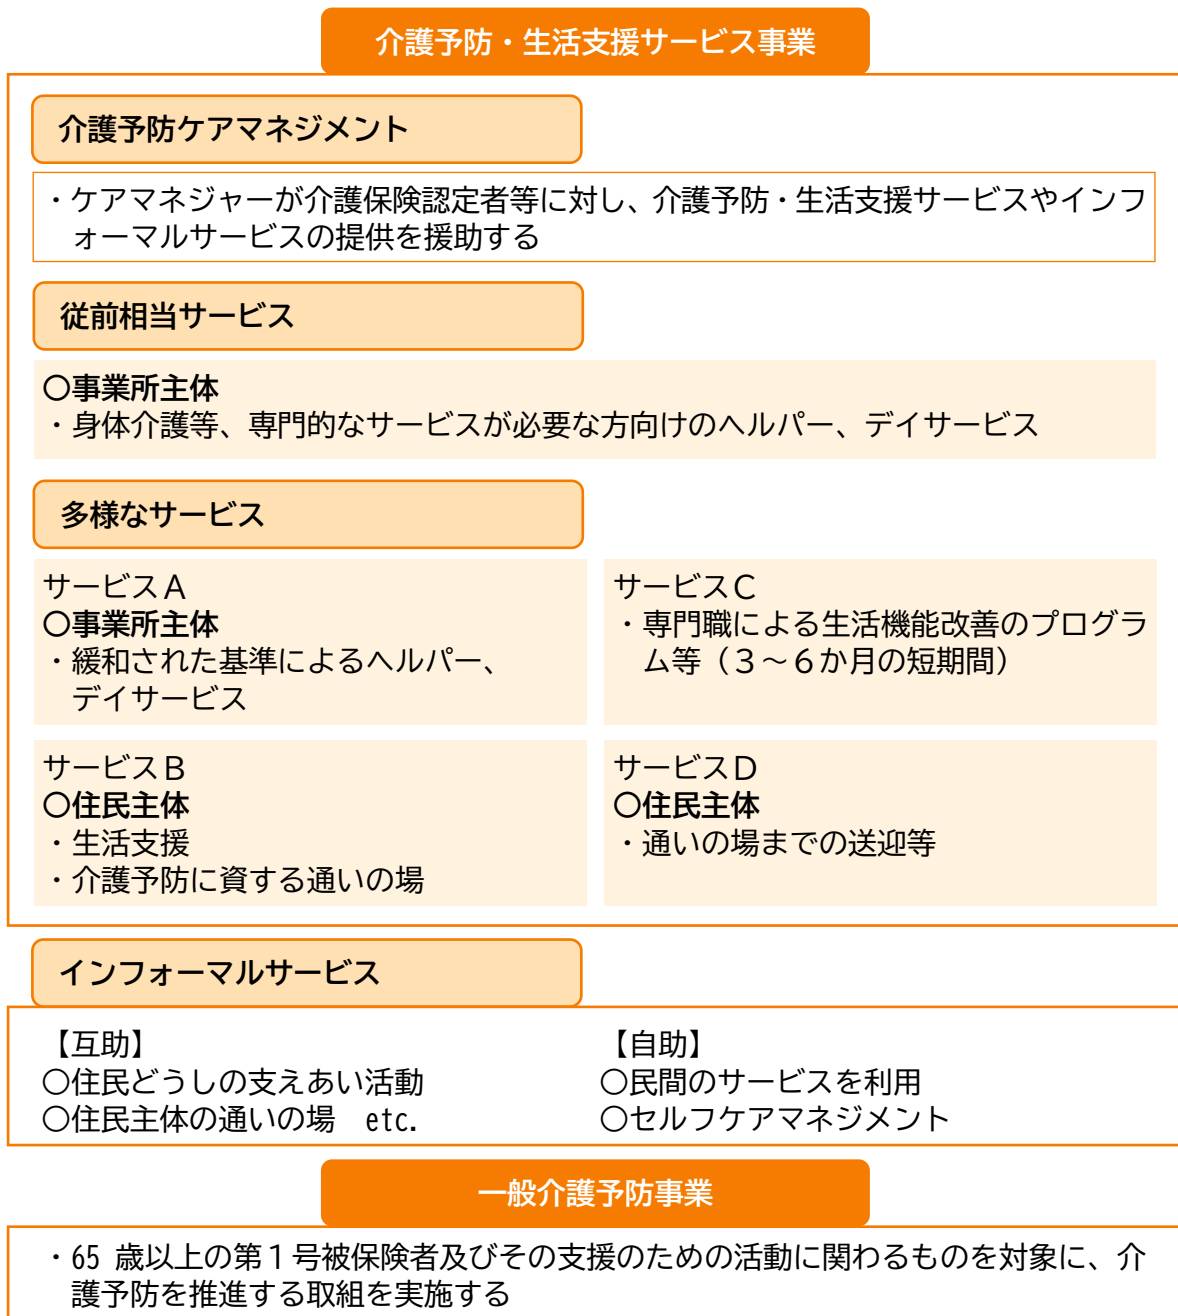 介護予防・生活支援サービス事業
介護予防ケアマネジメント
・ケアマネジャーが介護保険認定者等に対し、介護予防・生活支援サービスやインフ
ォーマルサービスの提供を援助する
従前相当サービス
〇事業所主体
・身体介護等、専門的なサービスが必要な方向けのヘルパー、デイサービス
多様なサービス
サービスＡ
〇事業所主体
・緩和された基準によるヘルパー、
デイサービス
サービスＣ
・専門職による生活機能改善のプログラ
ム等（３～６か月の短期間）
サービスＢ
〇住民主体
・生活支援
・介護予防に資する通いの場
サービスＤ
〇住民主体
・通いの場までの送迎等
インフォーマルサービス
【互助】
〇住民どうしの支えあい活動
〇住民主体の通いの場　etc.
【自助】
〇民間のサービスを利用
〇セルフケアマネジメント
一般介護予防事業
・65 歳以上の第１号被保険者及びその支援のための活動に関わるものを対象に、介
護予防を推進する取組を実施する